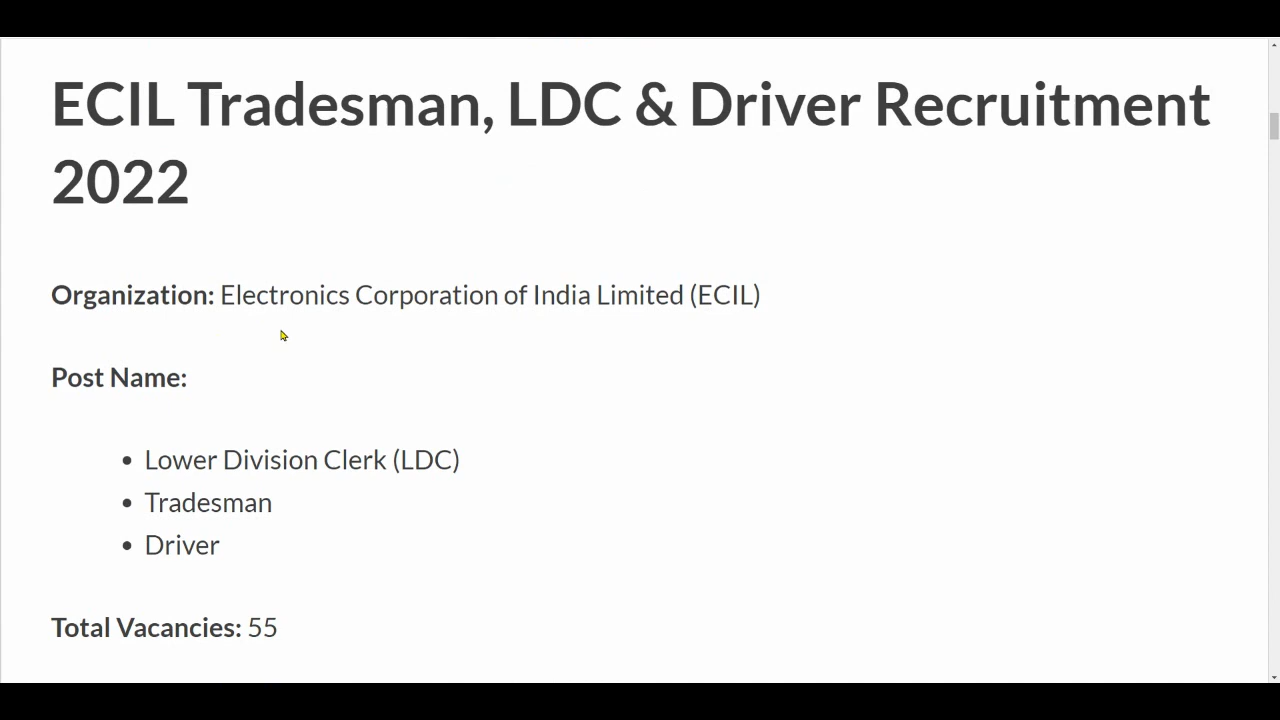 ECIL Tradesman, LDC & Driver Recruitment
2022
Organization: Electronics Corporation of India Limited (ECIL)
Post Name:
• Lower Division Clerk (LDC)
• Tradesman
• Driver
Total Vacancies: 55